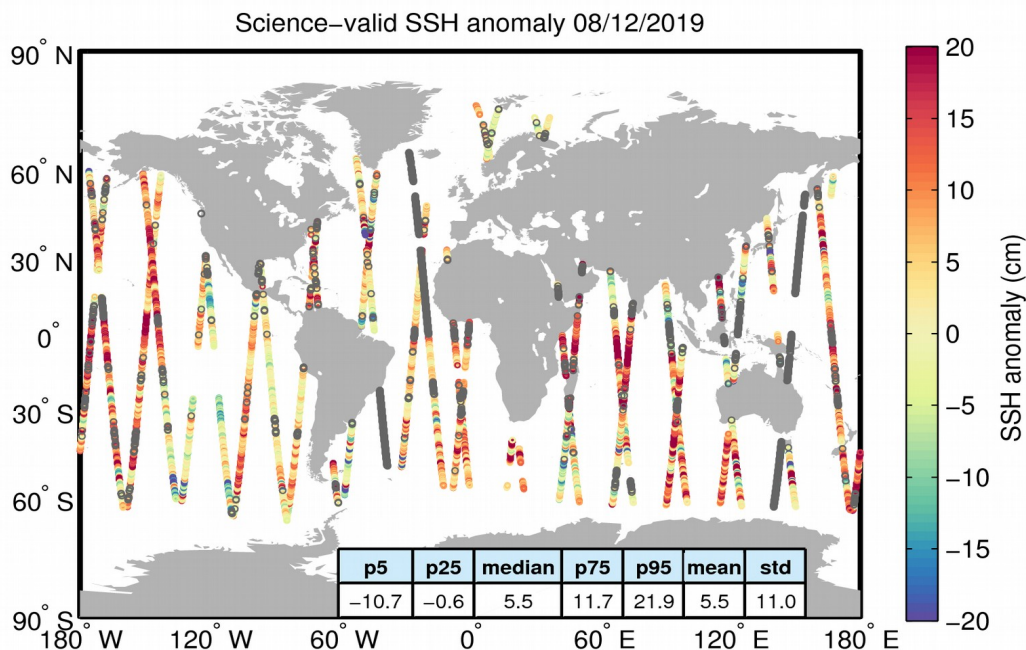 Science−valid SSH anomaly 08/12/2019
90° N
60° N
30° N
0°
30° S
60° S
90° S
180° W
120° W
60° W
0°
60° E
120° E
180° E
p5 p25 median p75 p95 mean std
−10.7 −0.6 5.5 11.7 21.9 5.5 11.0
20
15
10
5
0
−5
−10
−15
−20
SSH anomaly (cm)